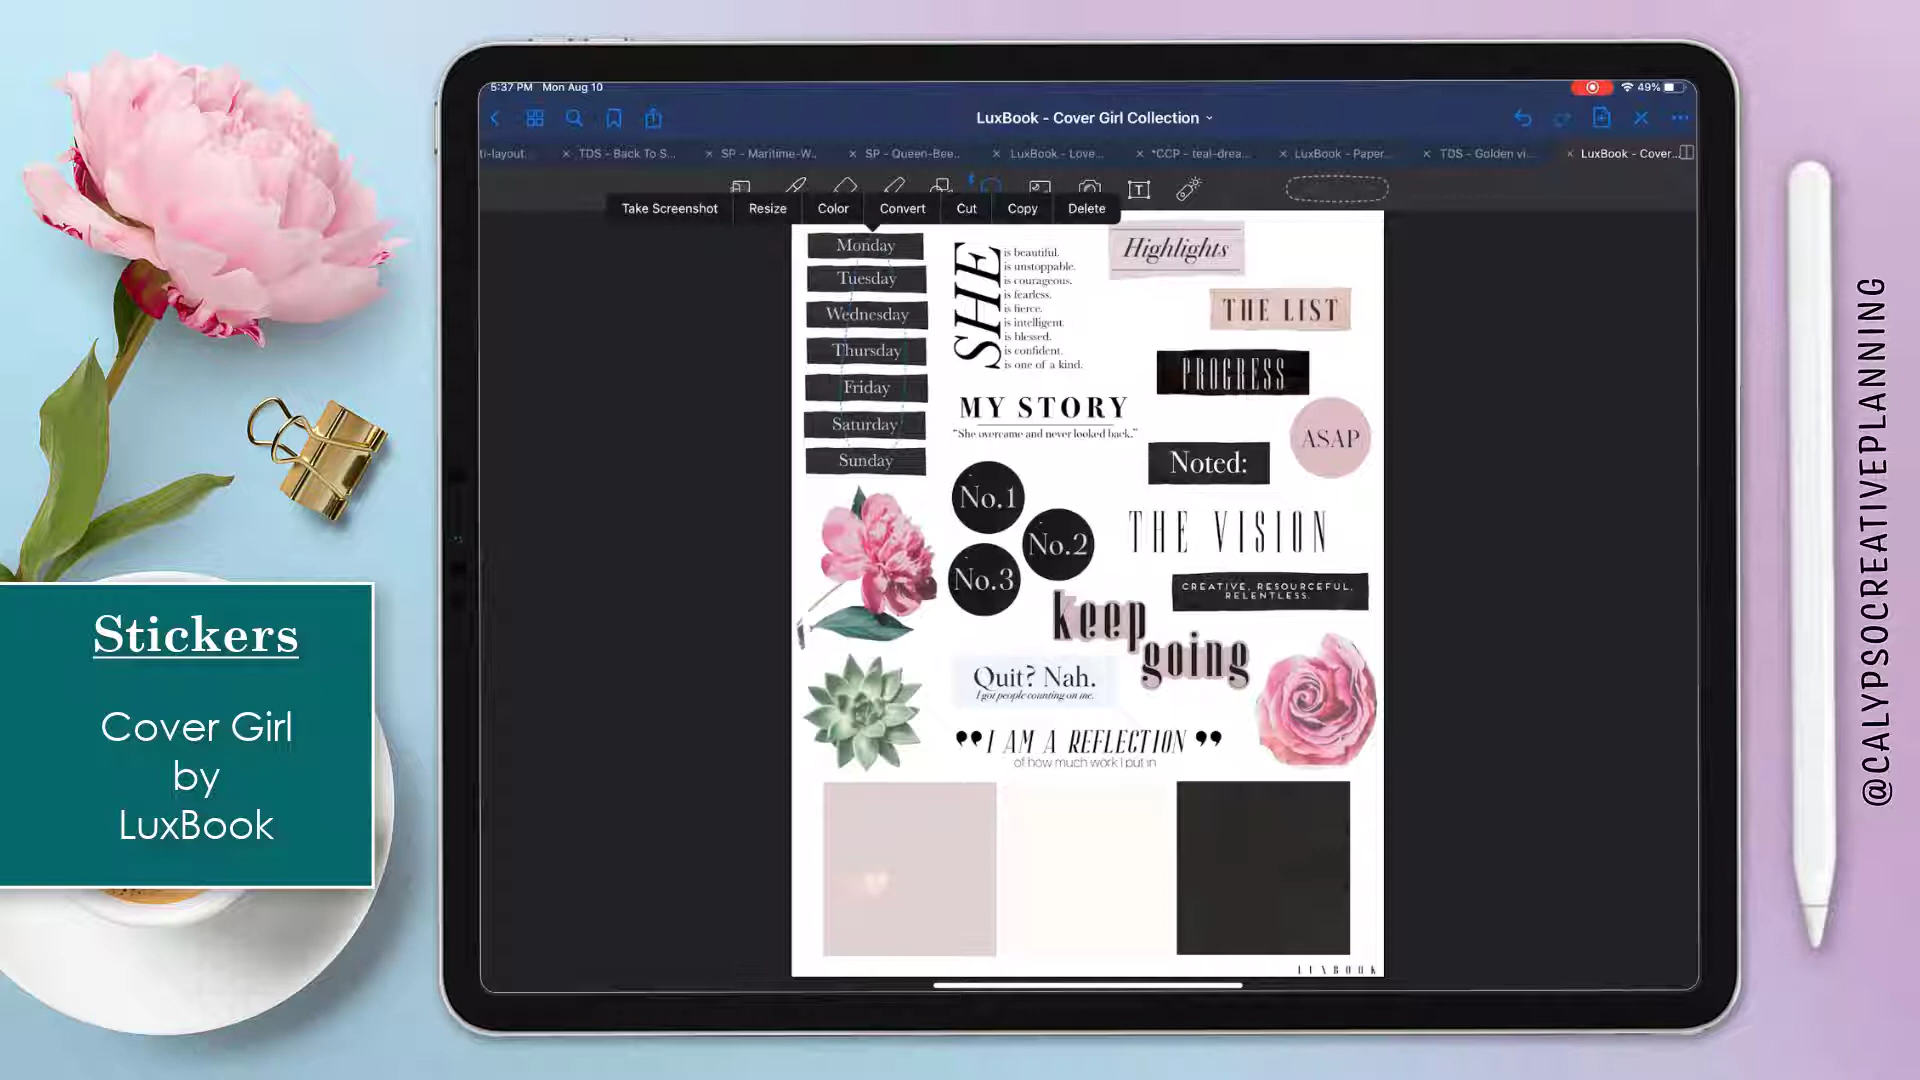 5:37 PM Mon Aug 10
49%
LuxBook - Cover Girl Collection
ti-layout
TDS - Back To S...
SP - Maritime-W..
SP - Queen-Bee..
LuxBook - Love...
*CCP - teal-drea...
LuxBook - Paper...
TDS - Golden vi...
LuxBook - Cover...
Take Screenshot
Resize
Color
Convert
Cut
Copy
Delete
Monday
Tuesday
Wednesday
Thursday
Friday
Saturday
Sunday
SHE
is beautiful.
is unstoppable.
is courageous.
is fearless.
is fierce.
is intelligent.
is blessed.
is confident.
is one of a kind.
Highlights
THE LIST
PROGRESS
MY STORY
“She overcame and never looked back.”
ASAP
Noted:
No.1
No.2
No.3
THE VISION
CREATIVE, RESOURCEFUL,
RELENTLESS.
keep
going
Quit? Nah.
I got people counting on me.
❜❜I AM A REFLECTION ❜❜
of how much work I put in
LUXBOOK
Stickers
Cover Girl
by
LuxBook
@CALYPSOCREATIVEPLANNING